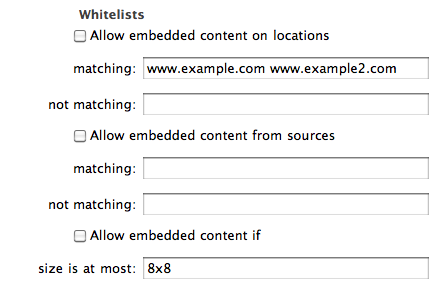 Whitelists
Allow embedded content on locations
matching: www.example.com www.example2.com
not matching:
Allow embedded content from sources
matching:
not matching:
Allow embedded content if
size is at most: 8x8